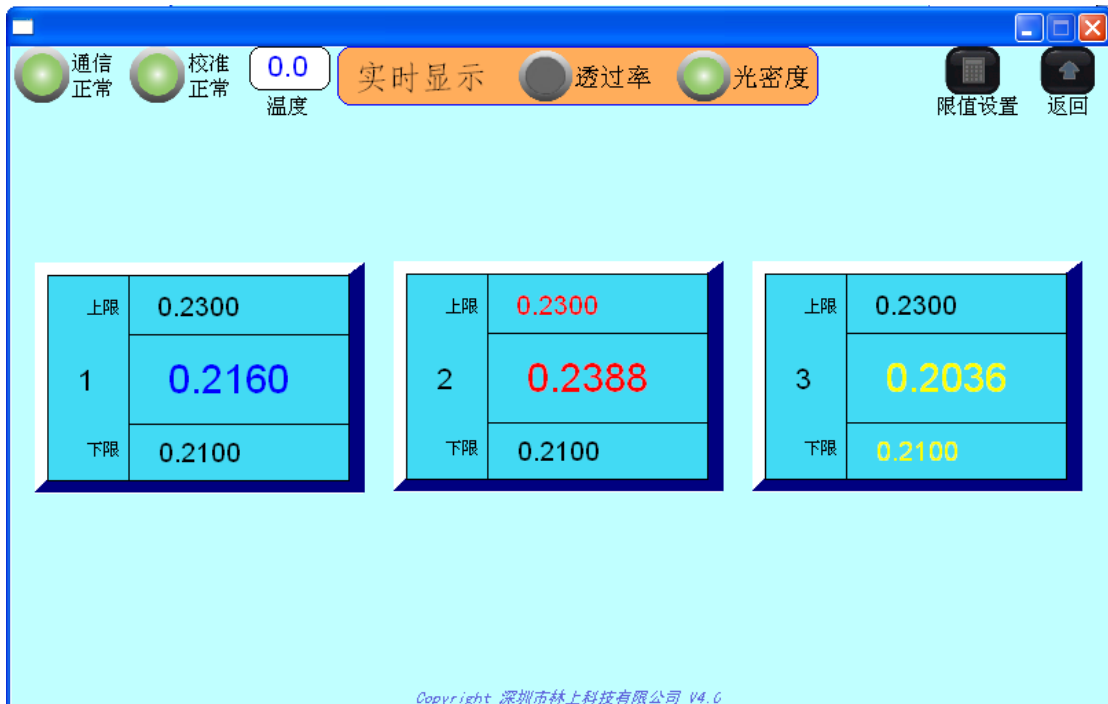 通信
正常
校准
正常
0.0
温度
实时显示
透过率
光密度
限值设置
返回
上限 0.2300
1 0.2160
下限 0.2100
上限 0.2300
2 0.2388
下限 0.2100
上限 0.2300
3 0.2036
下限 0.2100
Copyright 深圳市林上科技有限公司 V4.0